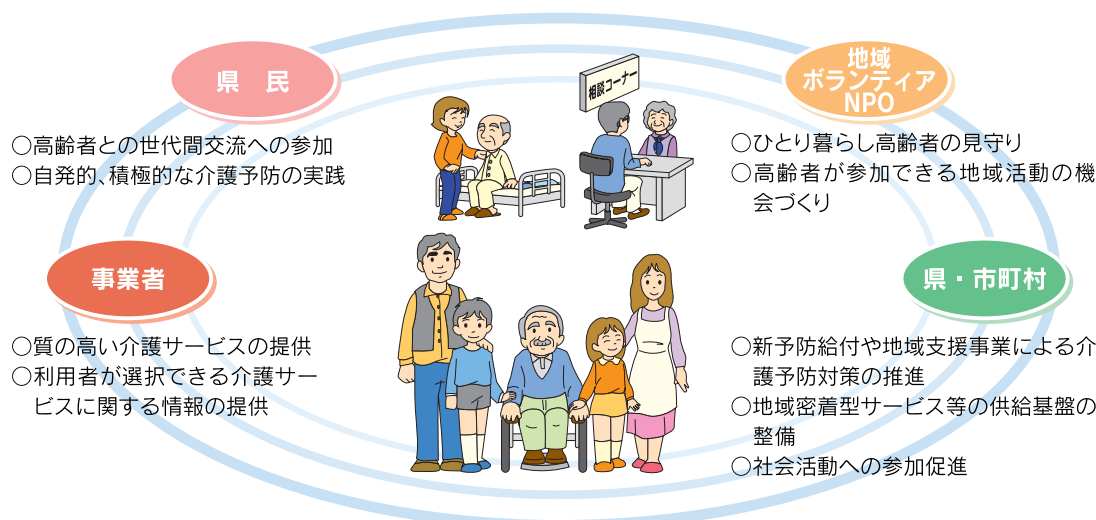 県　民
○高齢者との世代間交流への参加
○自発的、積極的な介護予防の実践
相談コーナー
地域
ボランティア
NPO
○ひとり暮らし高齢者の見守り
○高齢者が参加できる地域活動の機
会づくり
事業者
○質の高い介護サービスの提供
○利用者が選択できる介護サー
ビスに関する情報の提供
県・市町村
○新予防給付や地域支援事業による介
護予防対策の推進
○地域密着型サービス等の供給基盤の
整備
○社会活動への参加促進